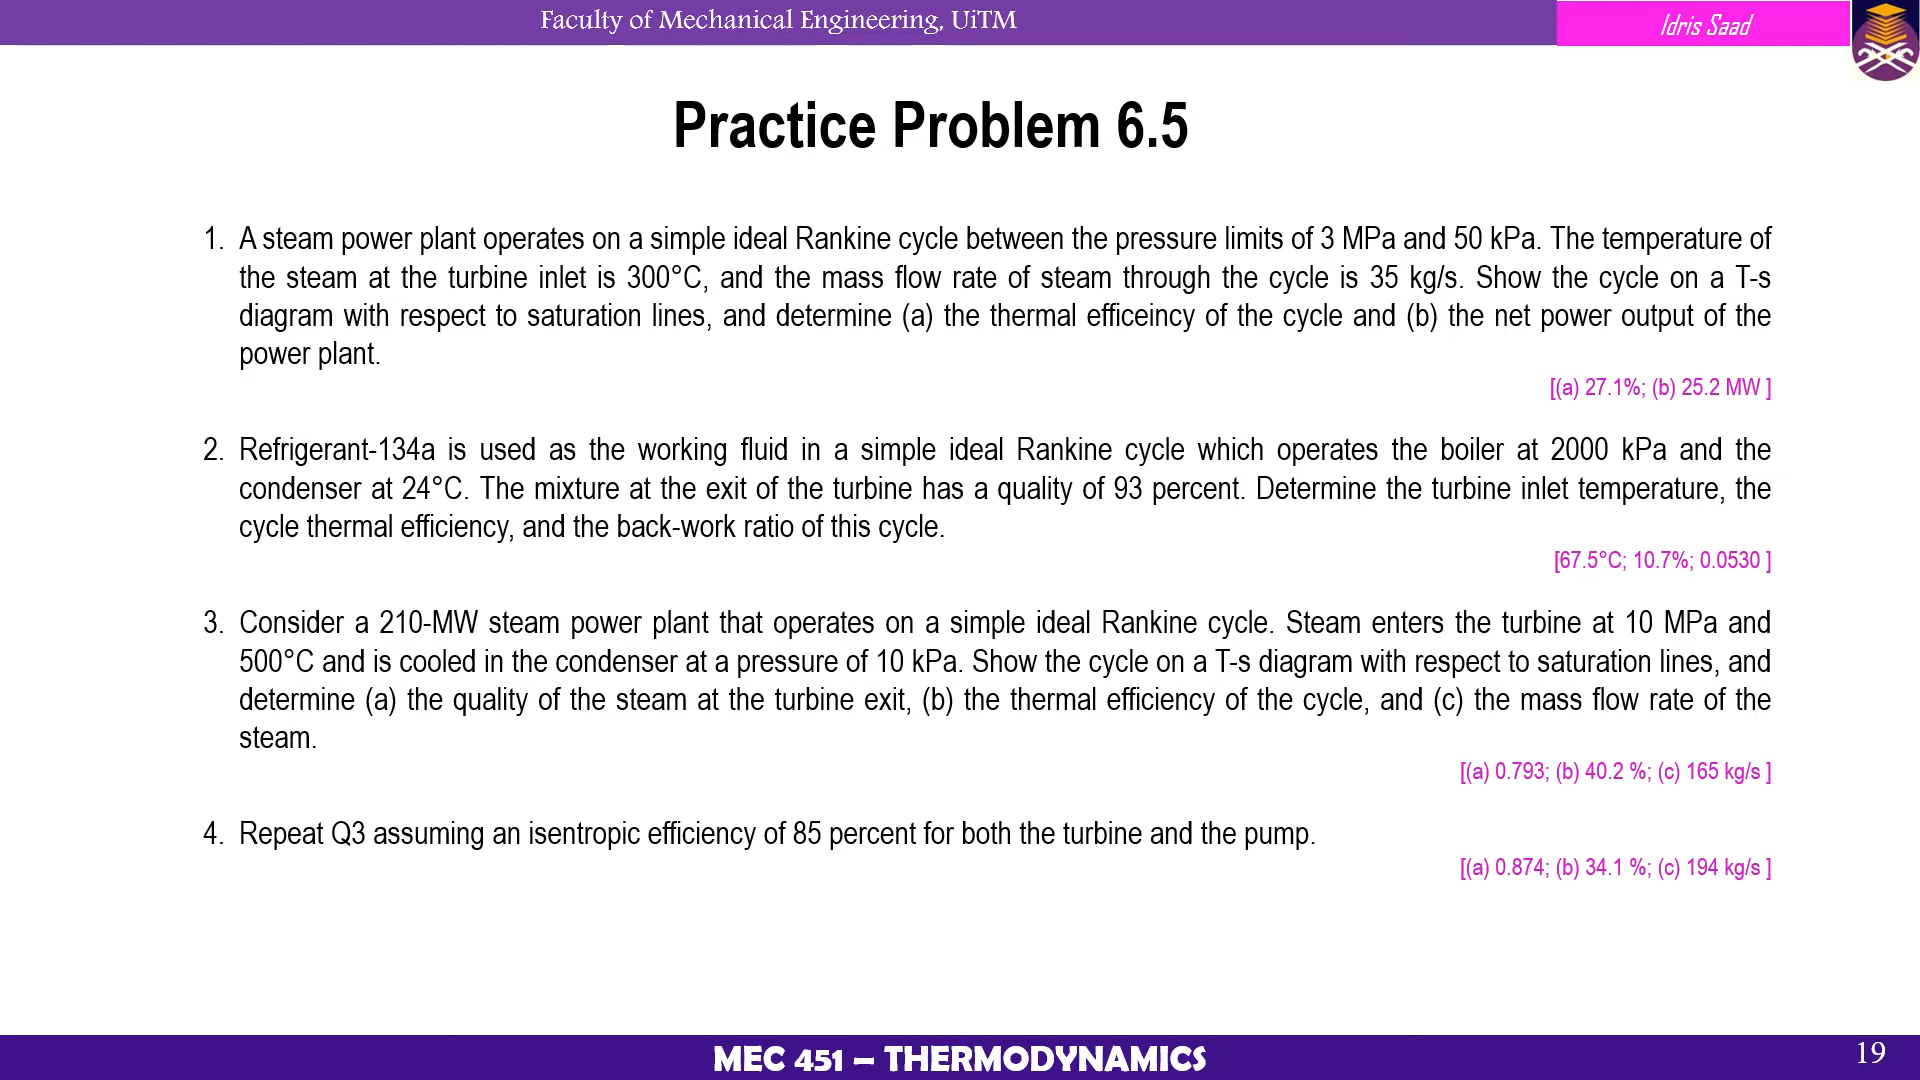 Faculty of Mechanical Engineering, UiTM
Idris Saad
Practice Problem 6.5
1. A steam power plant operates on a simple ideal Rankine cycle between the pressure limits of 3 MPa and 50 kPa. The temperature of
the steam at the turbine inlet is 300°C, and the mass flow rate of steam through the cycle is 35 kg/s. Show the cycle on a T-s
diagram with respect to saturation lines, and determine (a) the thermal efficeincy of the cycle and (b) the net power output of the
power plant.
[(a) 27.1%; (b) 25.2 MW ]
2. Refrigerant-134a is used as the working fluid in a simple ideal Rankine cycle which operates the boiler at 2000 kPa and the
condenser at 24°C. The mixture at the exit of the turbine has a quality of 93 percent. Determine the turbine inlet temperature, the
cycle thermal efficiency, and the back-work ratio of this cycle.
[67.5°C; 10.7%; 0.0530 ]
3. Consider a 210-MW steam power plant that operates on a simple ideal Rankine cycle. Steam enters the turbine at 10 MPa and
500°C and is cooled in the condenser at a pressure of 10 kPa. Show the cycle on a T-s diagram with respect to saturation lines, and
determine (a) the quality of the steam at the turbine exit, (b) the thermal efficiency of the cycle, and (c) the mass flow rate of the
steam.
[(a) 0.793; (b) 40.2 %; (c) 165 kg/s ]
4. Repeat Q3 assuming an isentropic efficiency of 85 percent for both the turbine and the pump.
[(a) 0.874; (b) 34.1 %; (c) 194 kg/s ]
MEC 451 – THERMODYNAMICS
19